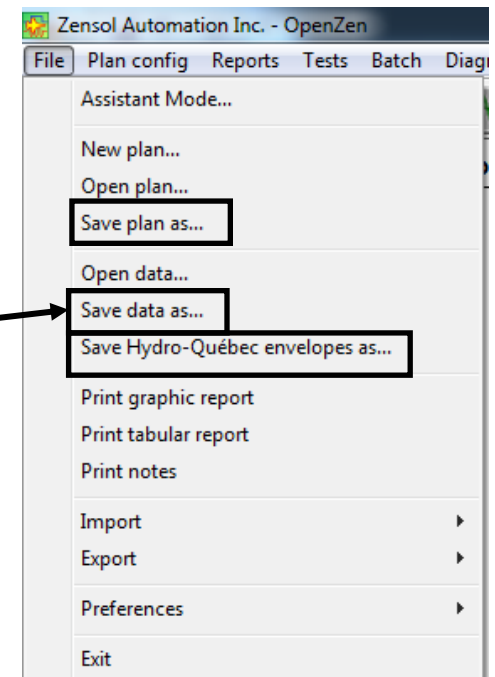 Zensol Automation Inc. - OpenZen
File Plan config Reports Tests Batch
Assistant Mode...
New plan...
Open plan...
Save plan as...
Open data...
Save data as...
Save Hydro-Québec envelopes as...
Print graphic report
Print tabular report
Print notes
Import
Export
Preferences
Exit